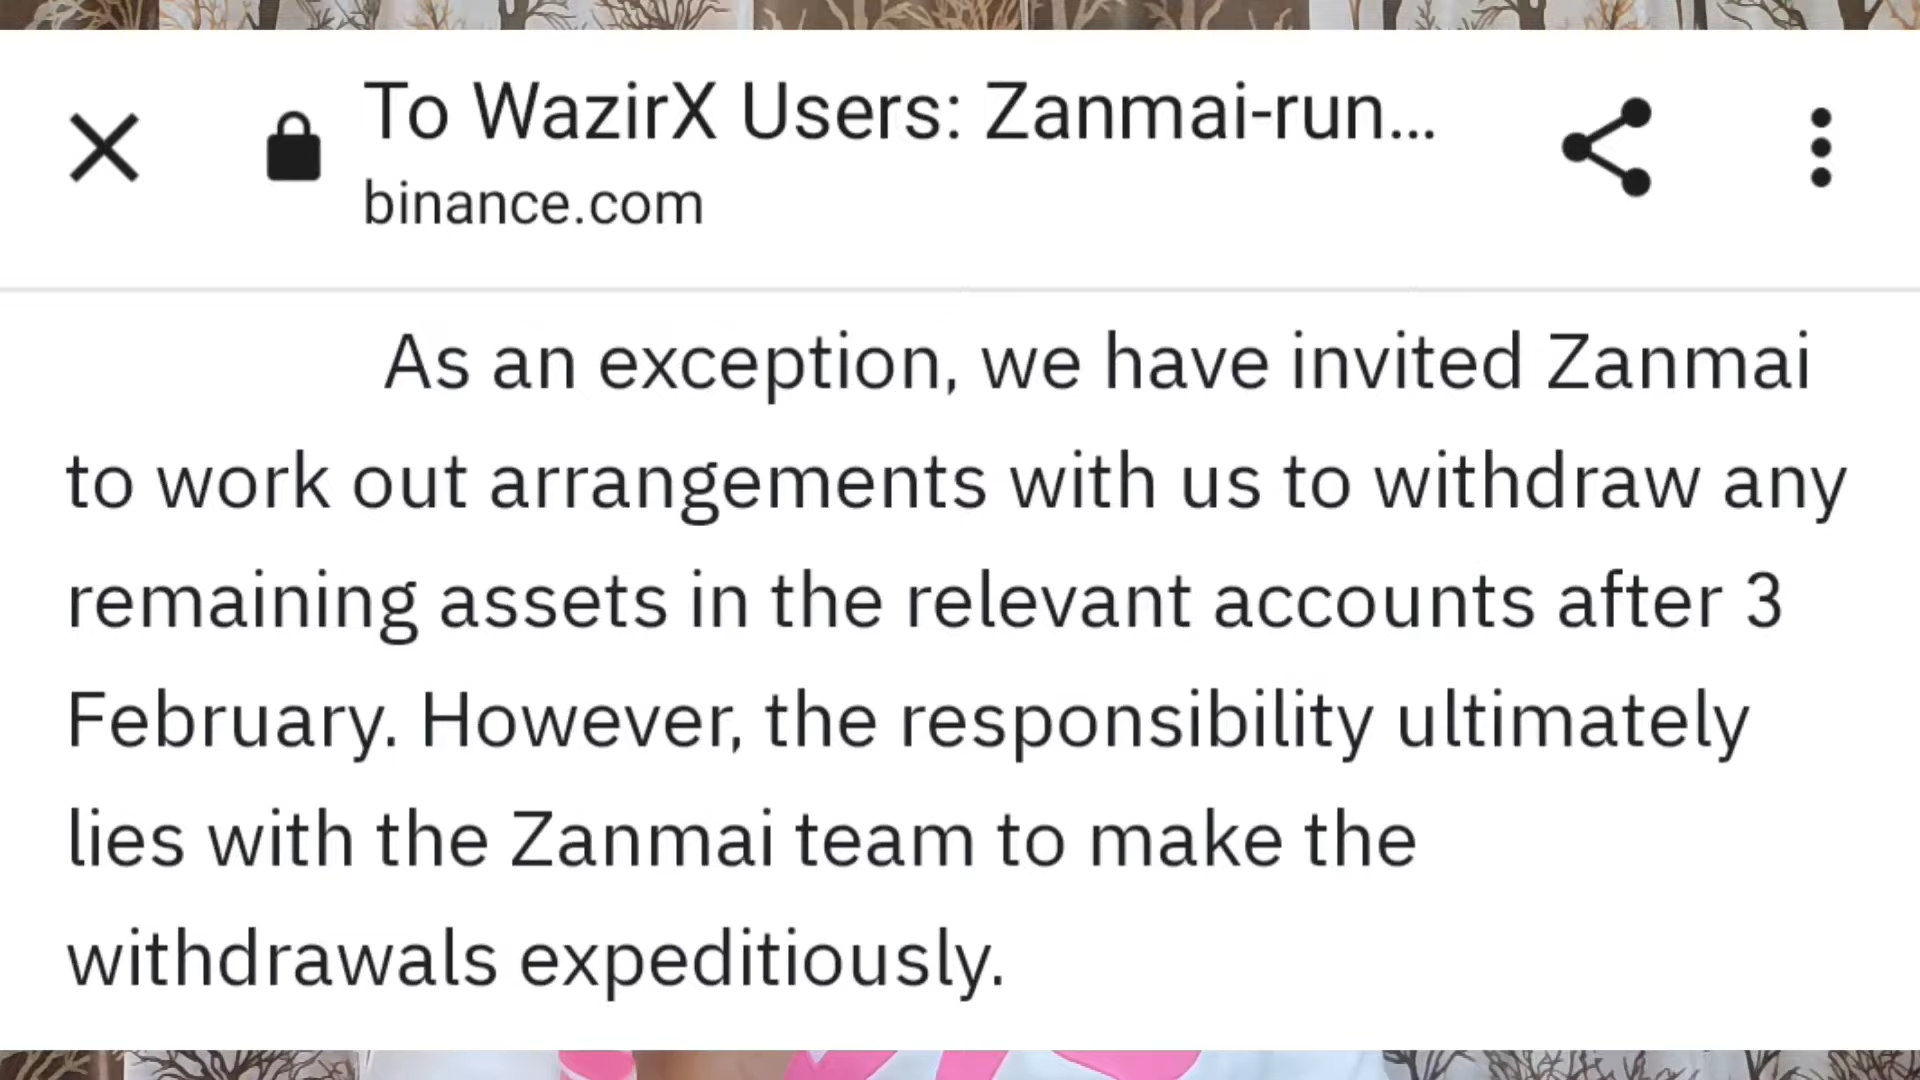 To WazirX Users: Zanmai-run...
binance.com
As an exception, we have invited Zanmai
to work out arrangements with us to withdraw any
remaining assets in the relevant accounts after 3
February. However, the responsibility ultimately
lies with the Zanmai team to make the
withdrawals expeditiously.